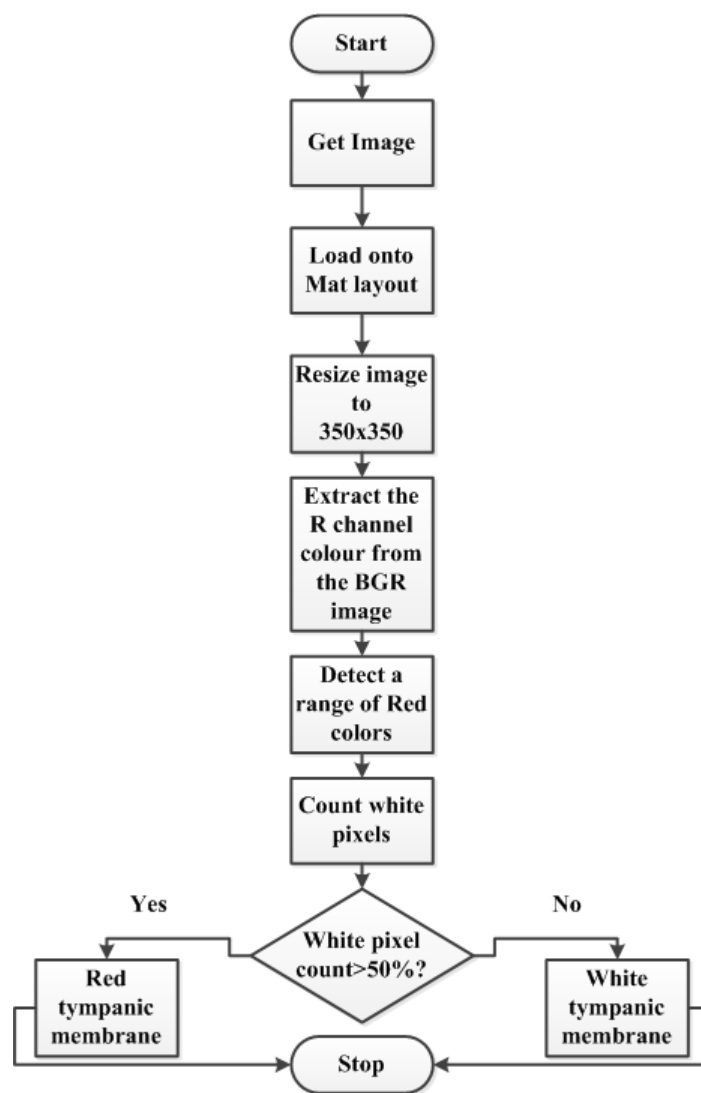 Start
Get Image
Load onto
Mat layout
Resize image
to
350x350
Extract the
R channel
colour from
the BGR
image
Detect a
range of Red
colors
Count white
pixels
Yes
No
White pixel
count>50%?
Red
tympanic
membrane
White
tympanic
membrane
Stop